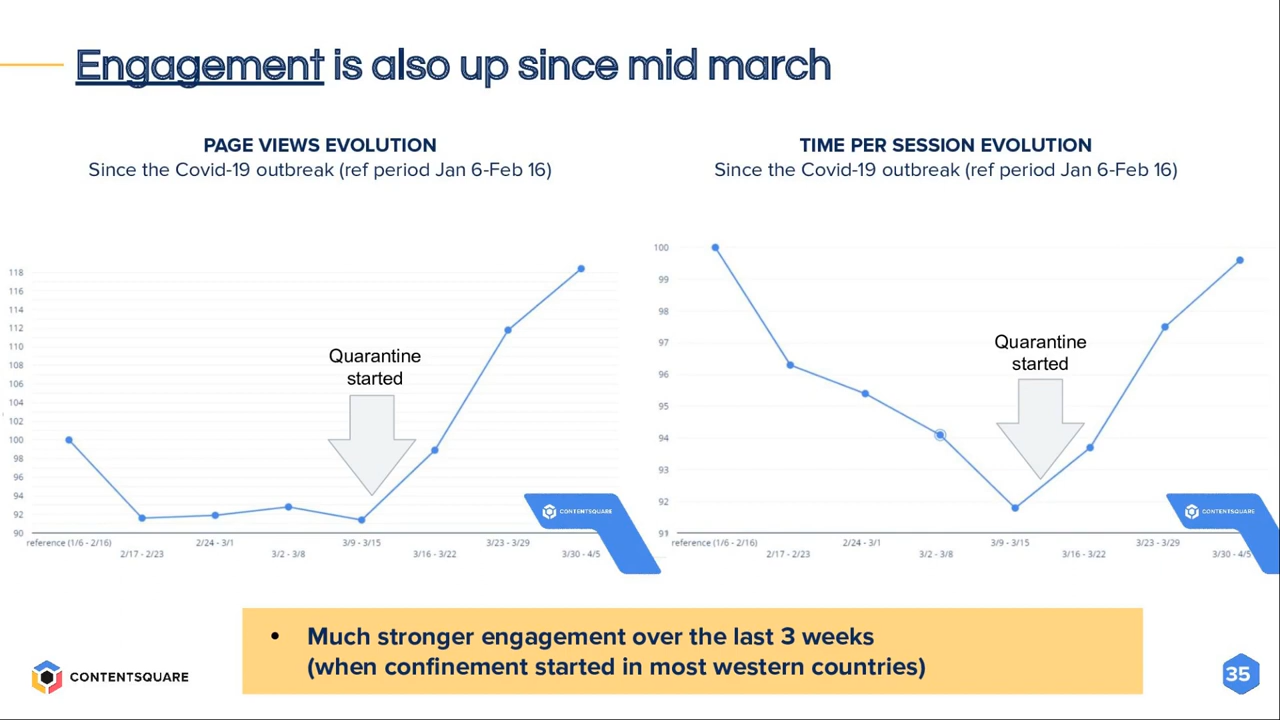 Engagement is also up since mid march
PAGE VIEWS EVOLUTION
Since the Covid-19 outbreak (ref period Jan 6-Feb 16)
118
116
114
112
110
108
106
104
102
100
98
96
94
92
90
Quarantine
started
reference (1/6 - 2/16)
2/17 - 2/23
2/24 - 3/1
3/2 - 3/8
3/9 - 3/15
3/16 - 3/22
3/23 - 3/29
3/30 - 4/5
CONTENTSQUARE
TIME PER SESSION EVOLUTION
Since the Covid-19 outbreak (ref period Jan 6-Feb 16)
100
99
98
97
96
95
94
93
92
91
Quarantine
started
reference (1/6 - 2/16)
2/17 - 2/23
2/24 - 3/1
3/2 - 3/8
3/9 - 3/15
3/16 - 3/22
3/23 - 3/29
3/30 - 4/5
CONTENTSQUARE
• Much stronger engagement over the last 3 weeks
(when confinement started in most western countries)
CONTENTSQUARE
35